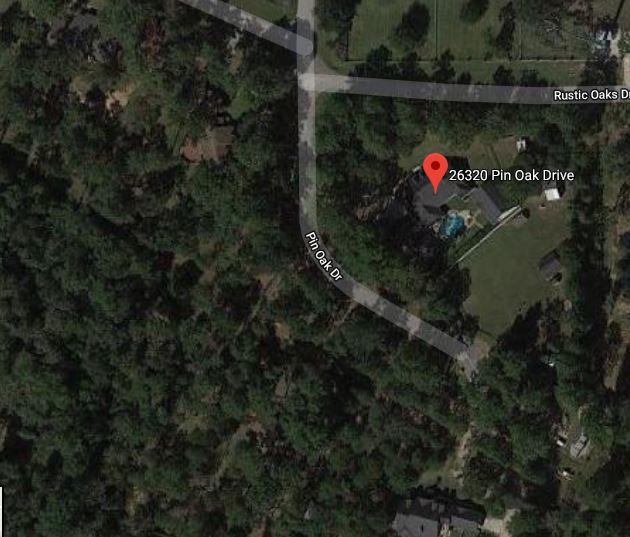 Rustic Oaks Dr
26320 Pin Oak Drive
Pin Oak Dr